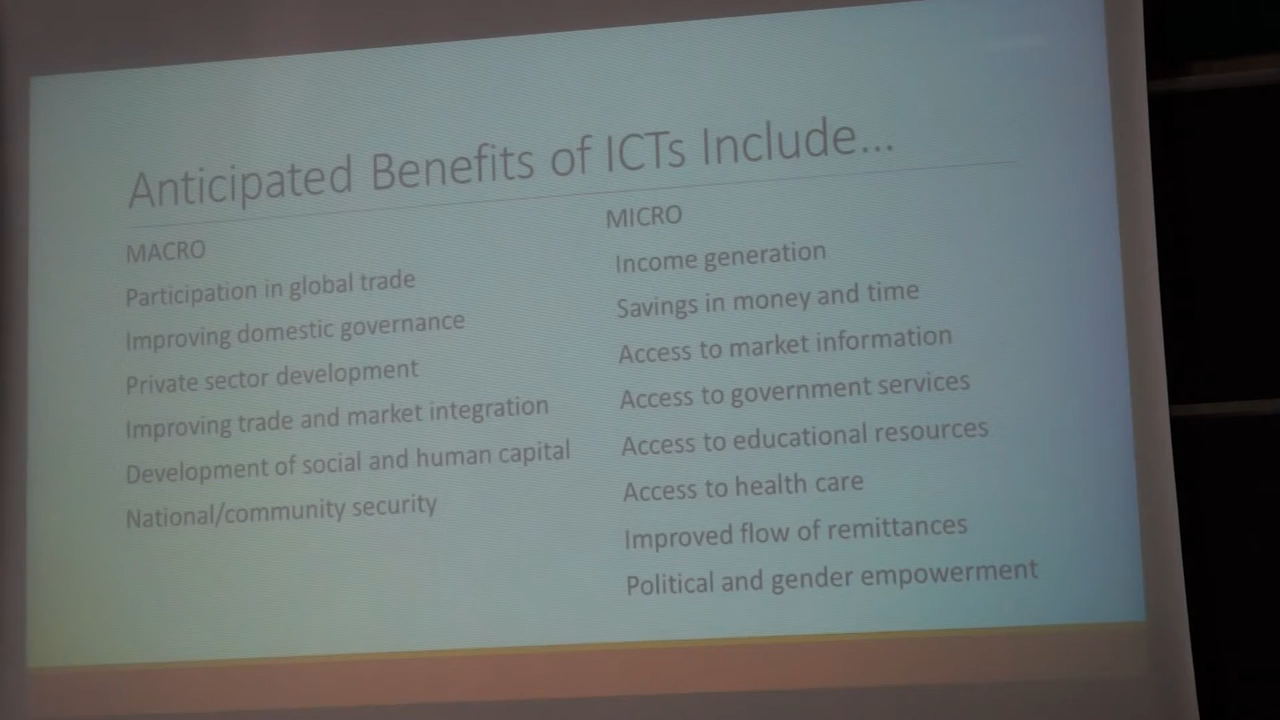 Anticipated Benefits of ICTs Include...
MACRO
Participation in global trade
Improving domestic governance
Private sector development
Improving trade and market integration
Development of social and human capital
National/community security
MICRO
Income generation
Savings in money and time
Access to market information
Access to government services
Access to educational resources
Access to health care
Improved flow of remittances
Political and gender empowerment